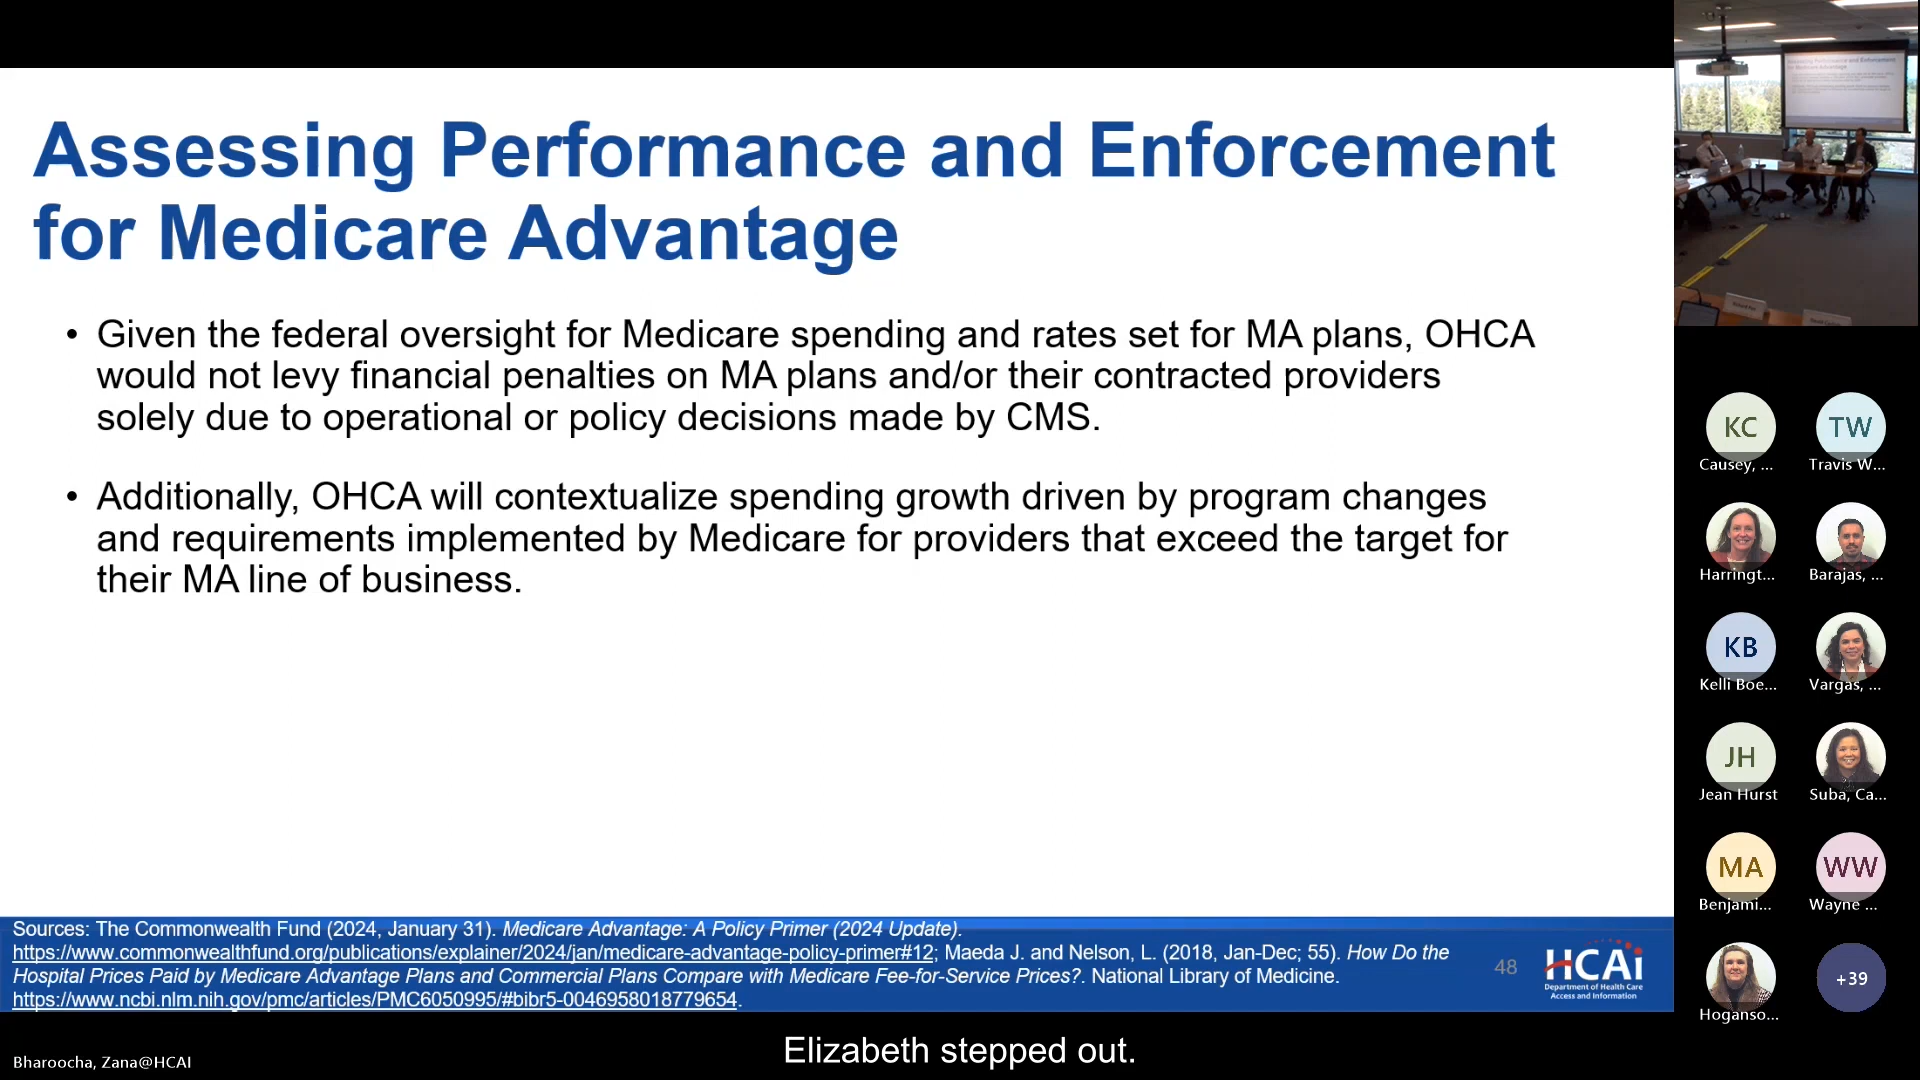 Assessing Performance and Enforcement
for Medicare Advantage
• Given the federal oversight for Medicare spending and rates set for MA plans, OHCA
would not levy financial penalties on MA plans and/or their contracted providers
solely due to operational or policy decisions made by CMS.
• Additionally, OHCA will contextualize spending growth driven by program changes
and requirements implemented by Medicare for providers that exceed the target for
their MA line of business.
Sources: The Commonwealth Fund (2024, January 31). Medicare Advantage: A Policy Primer (2024 Update).
https://www.commonwealthfund.org/publications/explainer/2024/jan/medicare-advantage-policy-primer#12; Maeda J. and Nelson, L. (2018, Jan-Dec; 55). How Do the
Hospital Prices Paid by Medicare Advantage Plans and Commercial Plans Compare with Medicare Fee-for-Service Prices?. National Library of Medicine.
https://www.ncbi.nlm.nih.gov/pmc/articles/PMC6050995/#bibr5-0046958018779654.
48
HCAi
Department of Health Care
Access and Information
Elizabeth stepped out.
Bharoocha, Zana@HCAI
KC
Causey, ...
TW
Travis W...
Harringt...
Barajas, ...
KB
Kelli Boe...
Vargas, ...
JH
Jean Hurst
Suba, Ca...
MA
Benjami...
WW
Wayne ...
Hoganso...
+39
Assessing Performance and Enforcement
for Medicare Advantage